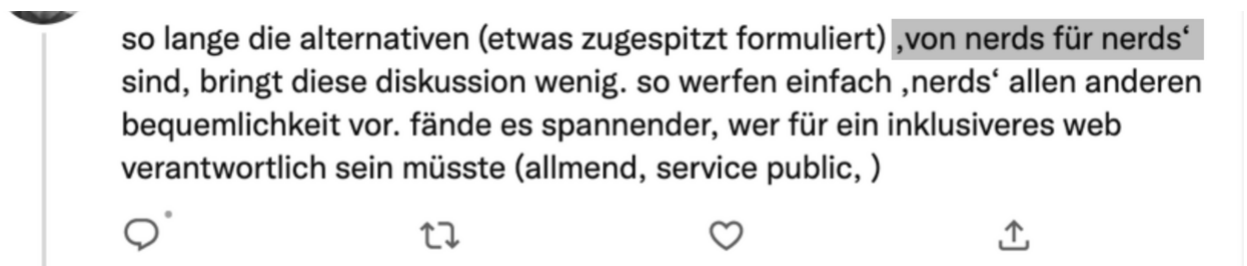 so lange die alternativen (etwas zugespitzt formuliert) ‚von nerds für nerds‘
sind, bringt diese diskussion wenig. so werfen einfach ‚nerds‘ allen anderen
bequemlichkeit vor. fände es spannender, wer für ein inklusiveres web
verantwortlich sein müsste (allmend, service public, )